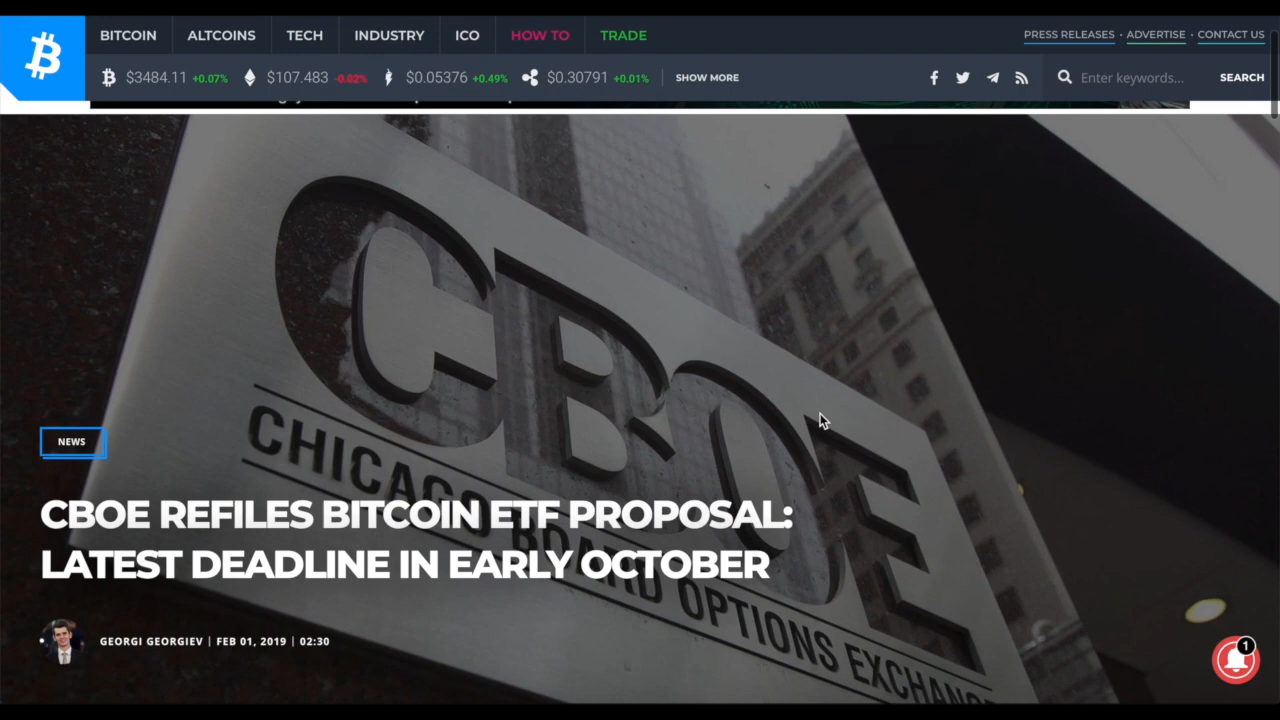 BITCOIN ALTCOINS TECH INDUSTRY ICO HOW TO TRADE PRESS RELEASES · ADVERTISE · CONTACT US
$3484.11 +0.07% $107.483 -0.02% $0.05376 +0.49% $0.30791 +0.01% SHOW MORE Enter keywords... SEARCH
CBOE
CHICAGO BOARD OPTIONS EXCHANGE
NEWS
CBOE REFILES BITCOIN ETF PROPOSAL:
LATEST DEADLINE IN EARLY OCTOBER
GEORGI GEORGIEV | FEB 01, 2019 | 02:30
1